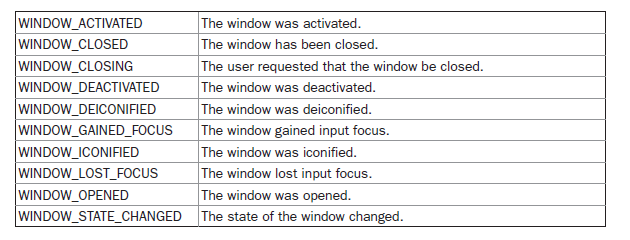 WINDOW_ACTIVATED The window was activated.
WINDOW_CLOSED The window has been closed.
WINDOW_CLOSING The user requested that the window be closed.
WINDOW_DEACTIVATED The window was deactivated.
WINDOW_DEICONIFIED The window was deiconified.
WINDOW_GAINED_FOCUS The window gained input focus.
WINDOW_ICONIFIED The window was iconified.
WINDOW_LOST_FOCUS The window lost input focus.
WINDOW_OPENED The window was opened.
WINDOW_STATE_CHANGED The state of the window changed.